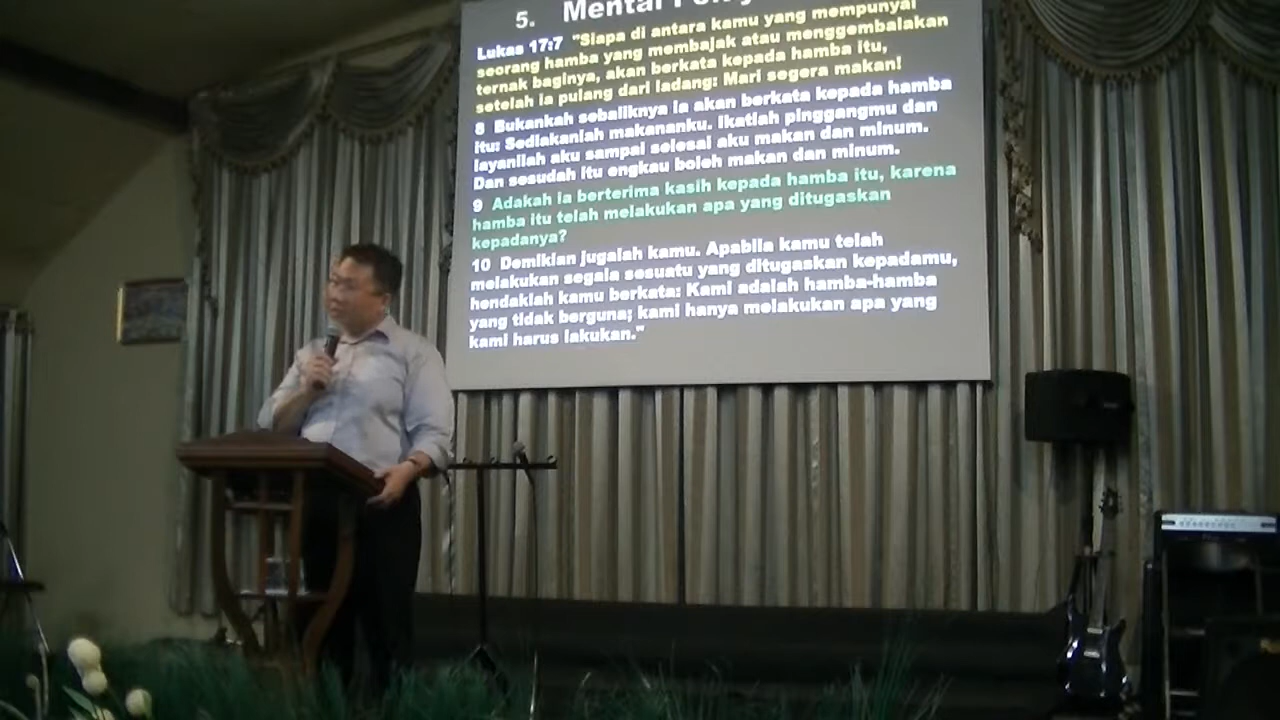 5. Mental
Lukas 17:7 "Siapa di antara kamu yang mempunyai
seorang hamba yang membajak atau menggembalakan
ternak baginya, akan berkata kepada hamba itu,
setelah ia pulang dari ladang: Mari segera makan!
8 Bukankah sebaliknya ia akan berkata kepada hamba
itu: Sediakanlah makananku. Ikatlah pinggangmu dan
layanilah aku sampai selesai aku makan dan minum.
Dan sesudah itu engkau boleh makan dan minum.
9 Adakah ia berterima kasih kepada hamba itu, karena
hamba itu telah melakukan apa yang ditugaskan
kepadanya?
10 Demikian jugalah kamu. Apabila kamu telah
melakukan segala sesuatu yang ditugaskan kepadamu,
hendaklah kamu berkata: Kami adalah hamba-hamba
yang tidak berguna; kami hanya melakukan apa yang
kami harus lakukan."